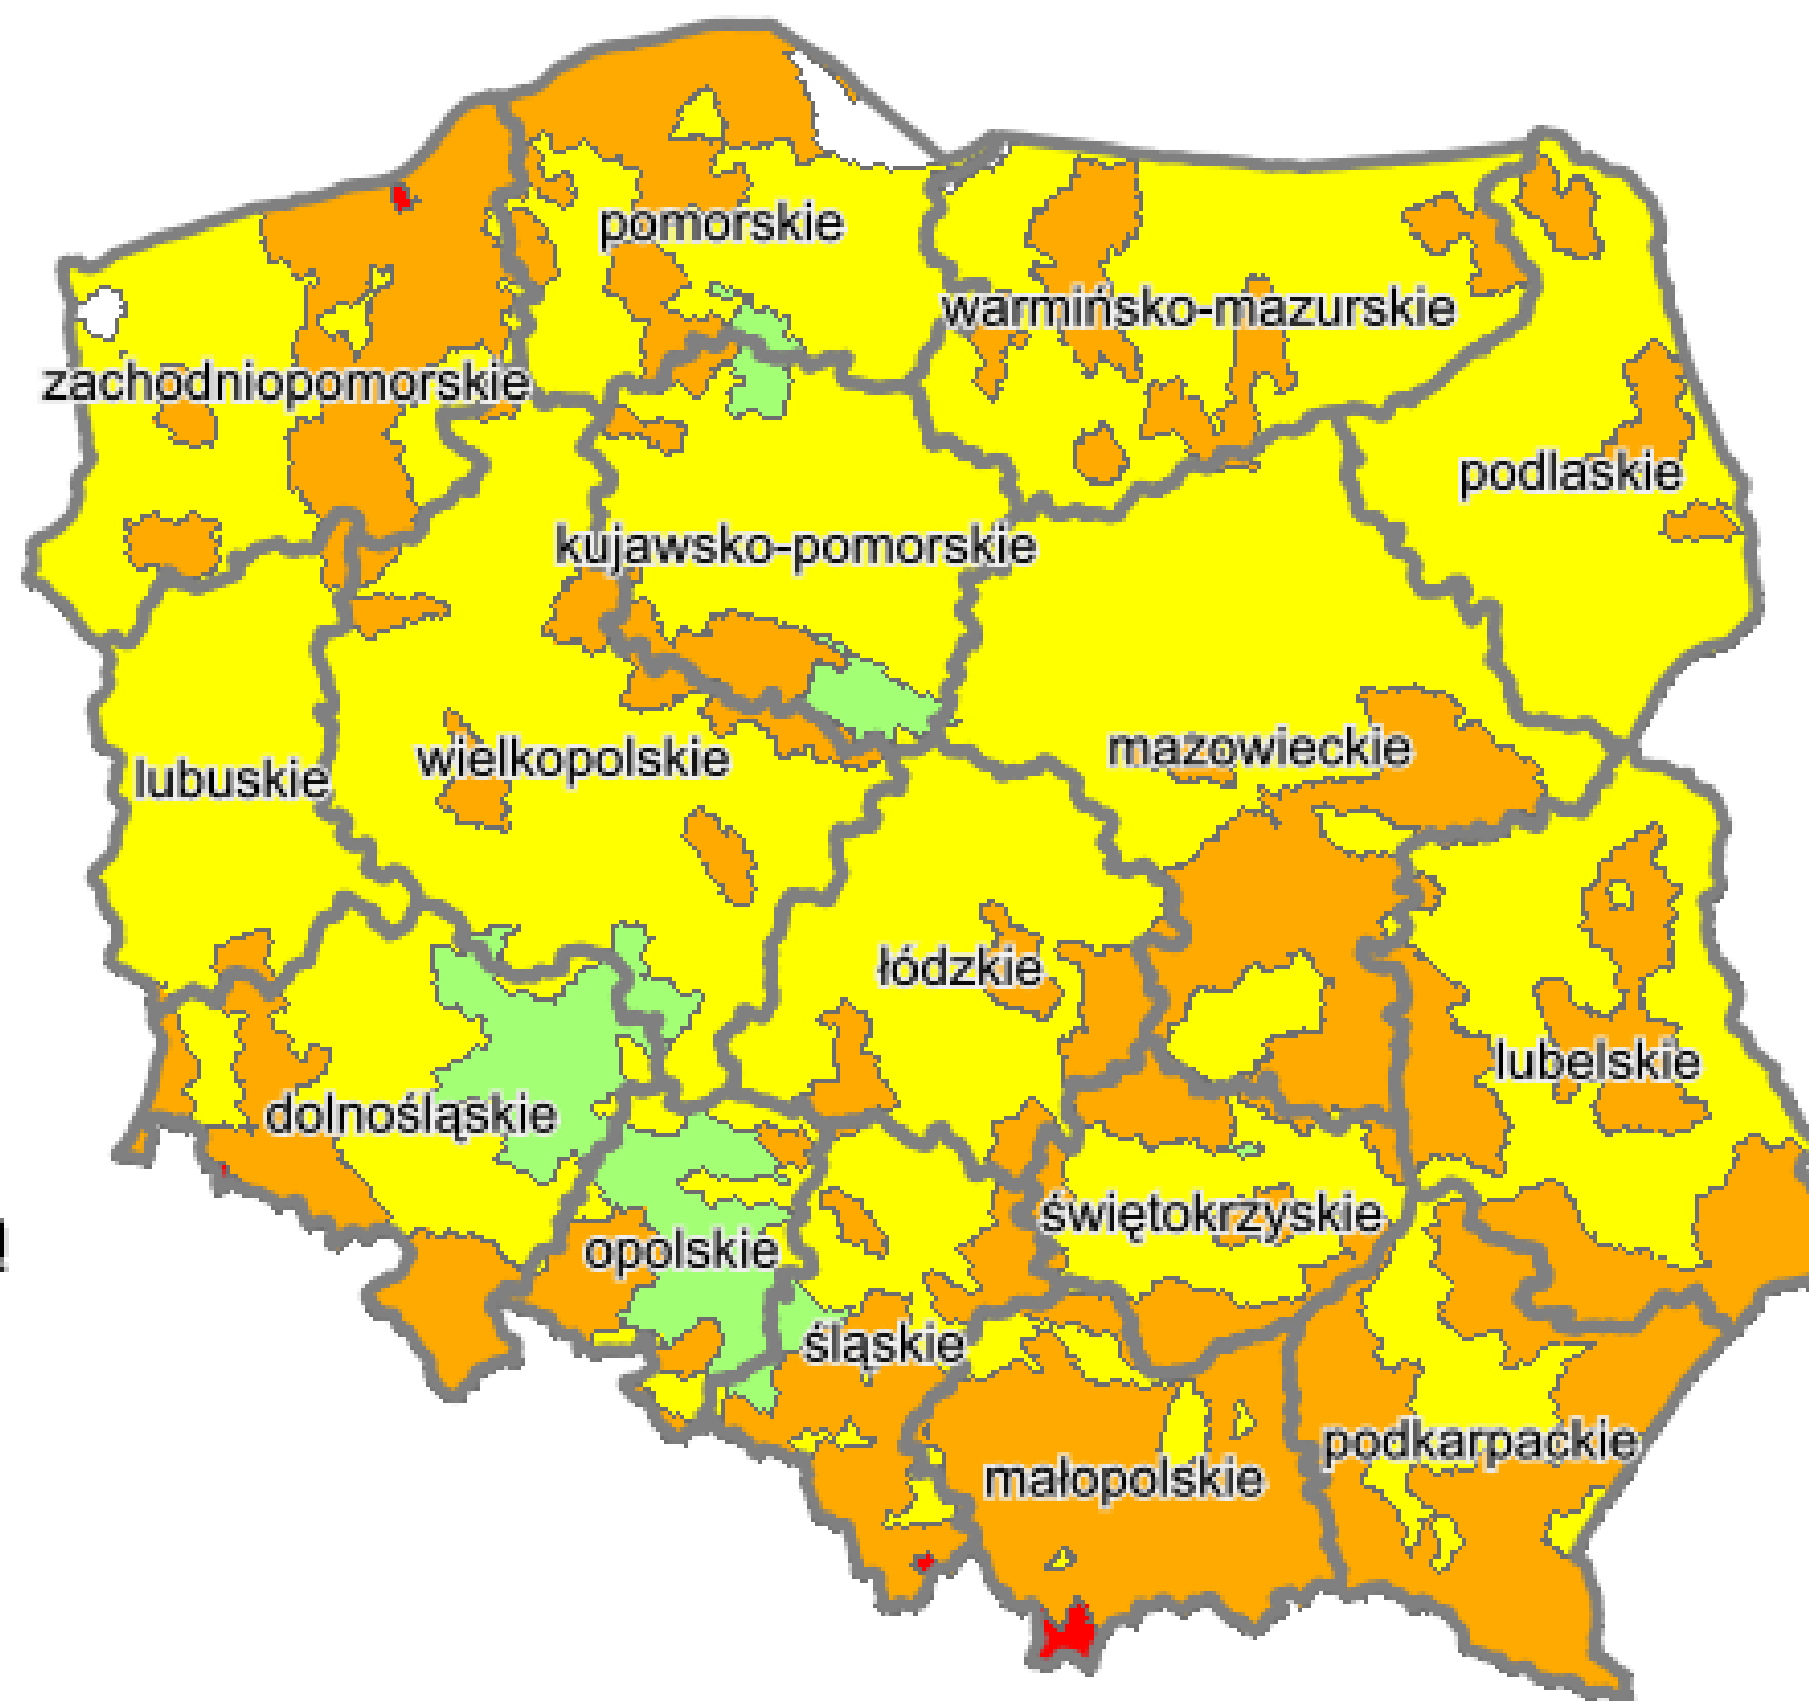 pomorskie
warmińsko-mazurskie
zachodniopomorskie
podlaskie
kujawsko-pomorskie
mazowieckie
wielkopolskie
lubuskie
łódzkie
lubelskie
dolnośląskie
świętokrzyskie
opolskie
śląskie
podkarpackie
małopolskie